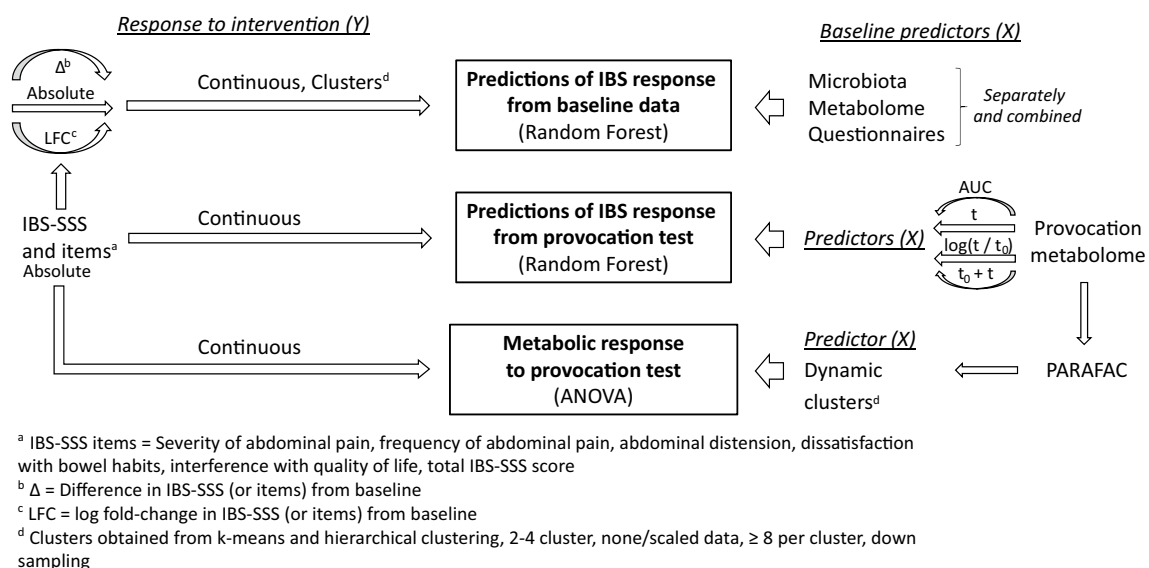 Response to intervention (Y)
Baseline predictors (X)
Δᵇ
Absolute
LFCᶜ
Continuous, Clustersᵈ
Predictions of IBS response
from baseline data
(Random Forest)
Microbiota
Metabolome
Questionnaires
Separately
and combined
IBS-SSS
and itemsᵃ
Absolute
Continuous
Predictions of IBS response
from provocation test
(Random Forest)
Predictors (X)
AUC
t
log(t / t₀)
t₀ + t
Provocation
metabolome
Continuous
Metabolic response
to provocation test
(ANOVA)
Predictor (X)
Dynamic
clustersᵈ
PARAFAC
ᵃ IBS-SSS items = Severity of abdominal pain, frequency of abdominal pain, abdominal distension, dissatisfaction
with bowel habits, interference with quality of life, total IBS-SSS score
ᵇ Δ = Difference in IBS-SSS (or items) from baseline
ᶜ LFC = log fold-change in IBS-SSS (or items) from baseline
ᵈ Clusters obtained from k-means and hierarchical clustering, 2-4 cluster, none/scaled data, ≥ 8 per cluster, down
sampling